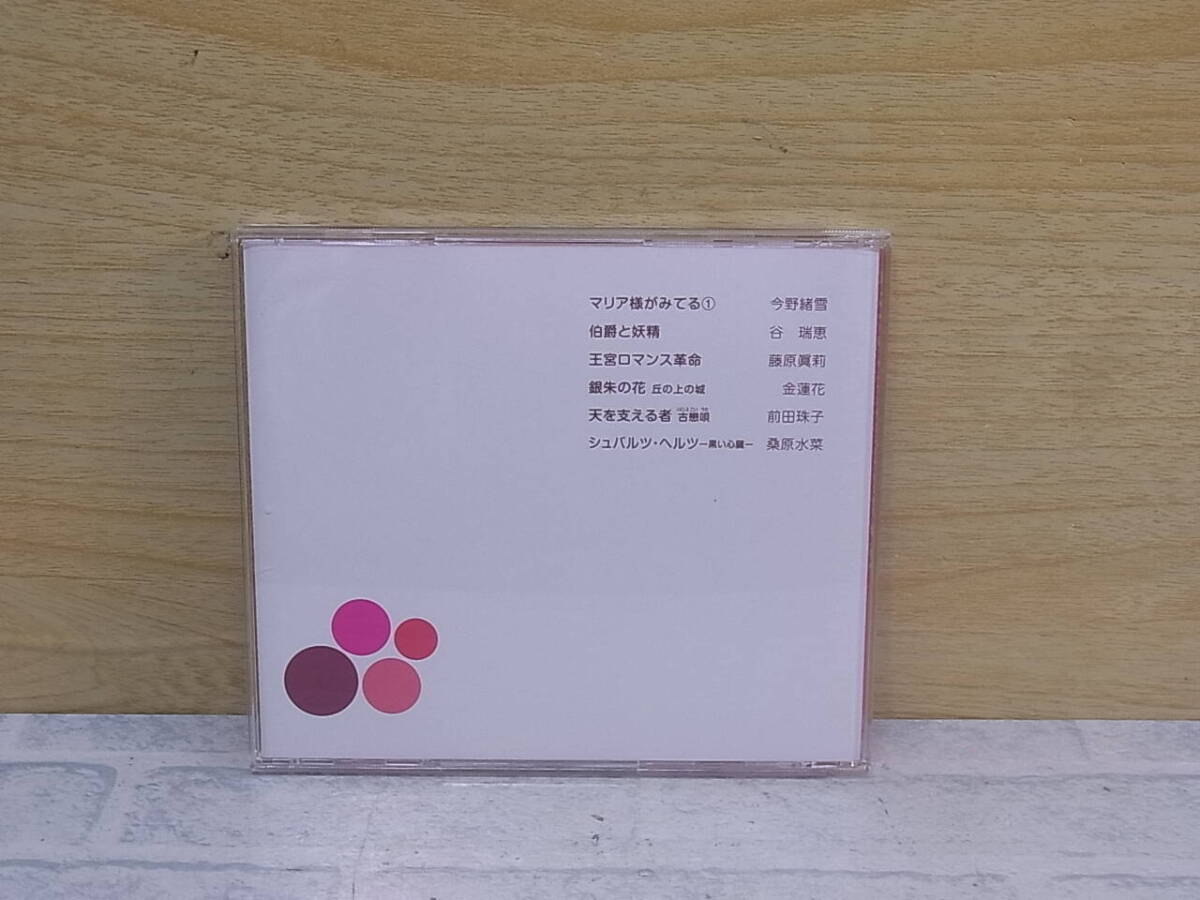 マリア様がみてる① 今野緒雪
伯爵と妖精 谷 瑞恵
王宮ロマンス革命 藤原眞莉
銀朱の花 丘の上の城 金蓮花
天を支える者 古恋唄 前田珠子
シュバルツ・ヘルツ―黒い心臓― 桑原水菜